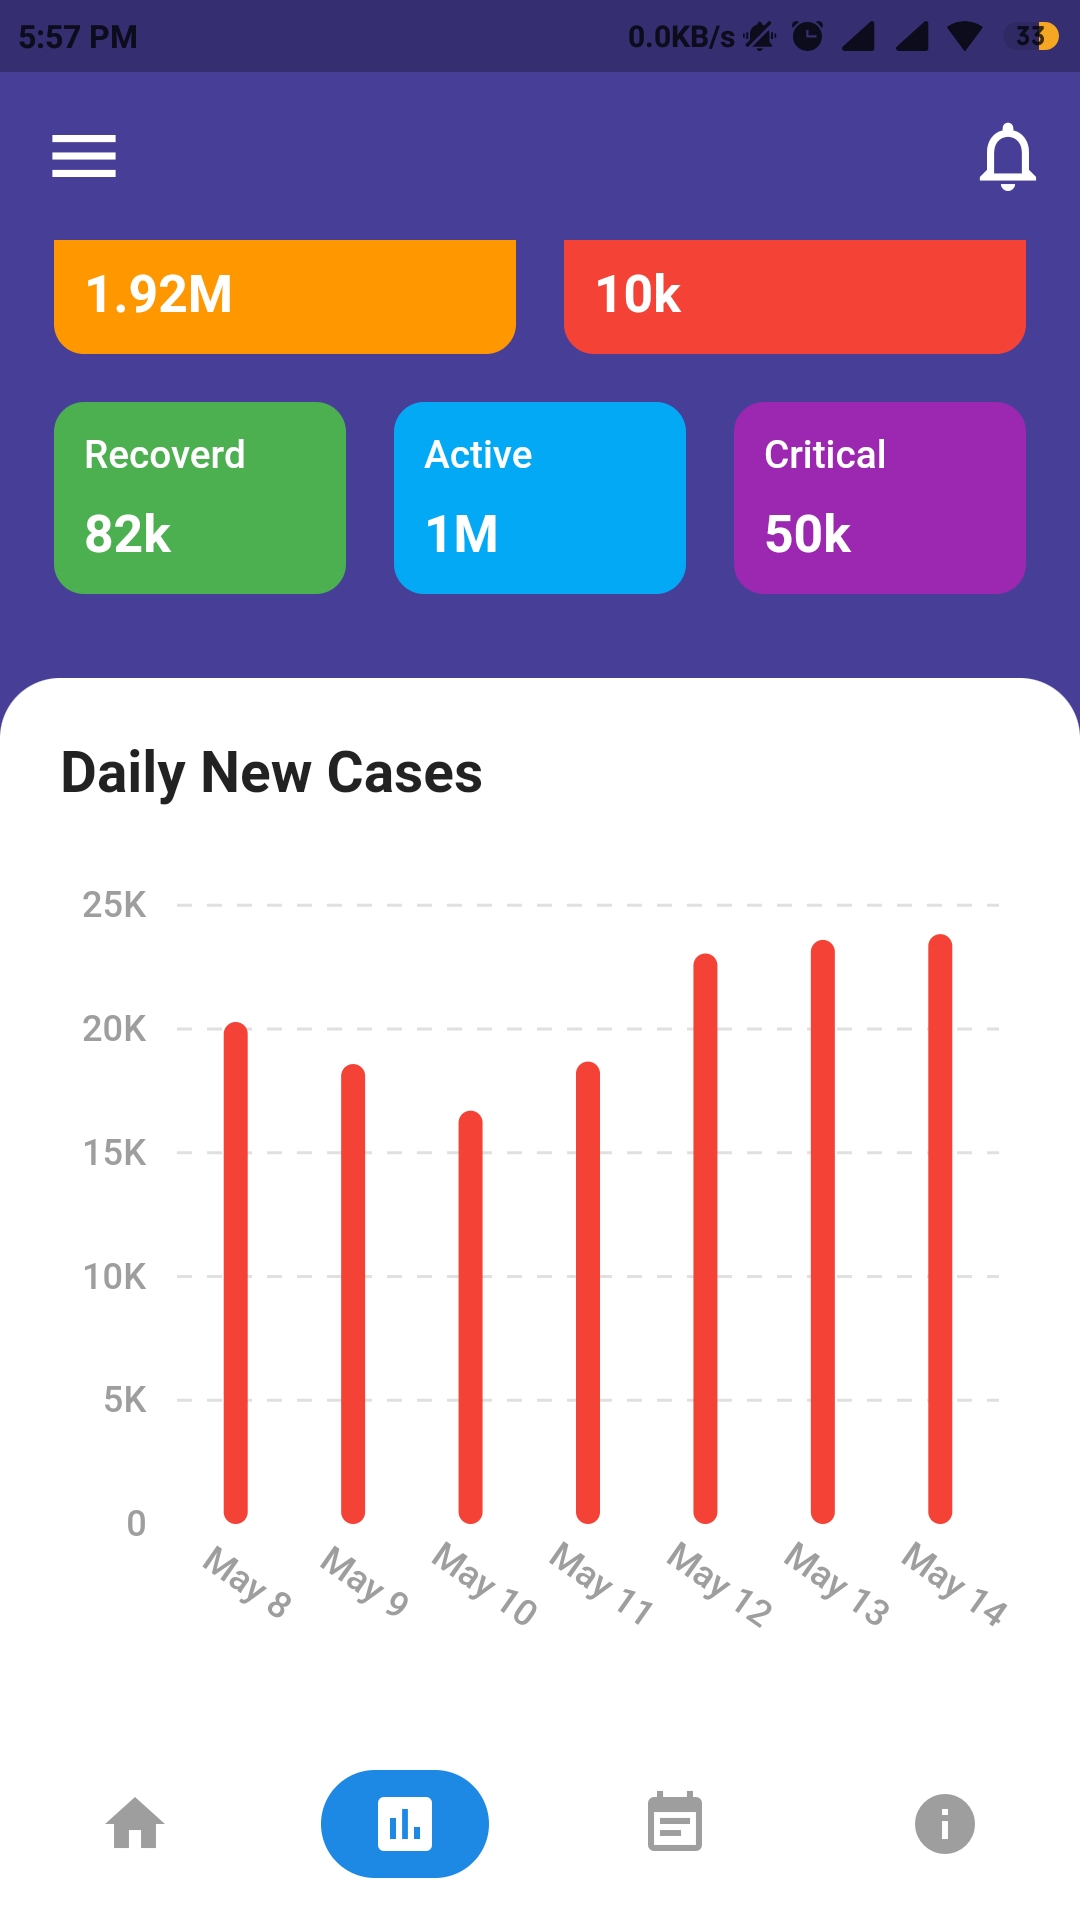 5:57 PM 0.0KB/s 33
1.92M 10k
Recoverd Active Critical
82k 1M 50k
Daily New Cases
25K
20K
15K
10K
5K
0
May 8 May 9 May 10 May 11 May 12 May 13 May 14